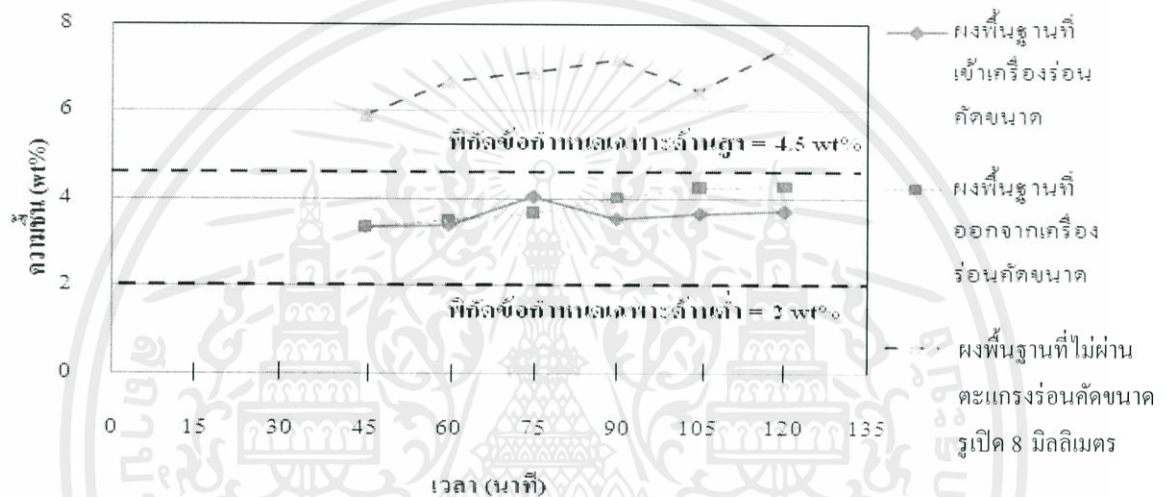 8
6
4
2
0
ความชื้น (wt%)
พิกัดข้อกำหนดเฉพาะด้านสูง = 4.5 wt%
พิกัดข้อกำหนดเฉพาะด้านต่ำ = 2 wt%
0 15 30 45 60 75 90 105 120 135
เวลา (นาที)
ผงพื้นฐานที่
เข้าเครื่องร่อน
คัดขนาด
ผงพื้นฐานที่
ออกจากเครื่อง
ร่อนคัดขนาด
ผงพื้นฐานที่ไม่ผ่าน
ตะแกรงร่อนคัดขนาด
รูเปิด 8 มิลลิเมตร